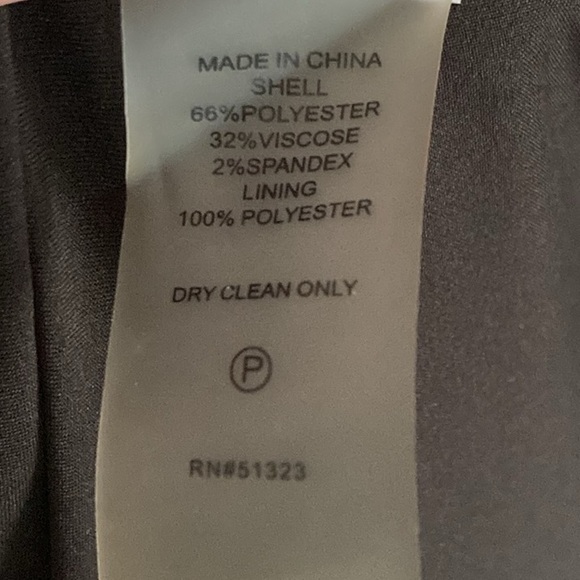 MADE IN CHINA
SHELL
66%POLYESTER
32%VISCOSE
2%SPANDEX
LINING
100% POLYESTER
DRY CLEAN ONLY
P
RN#51323